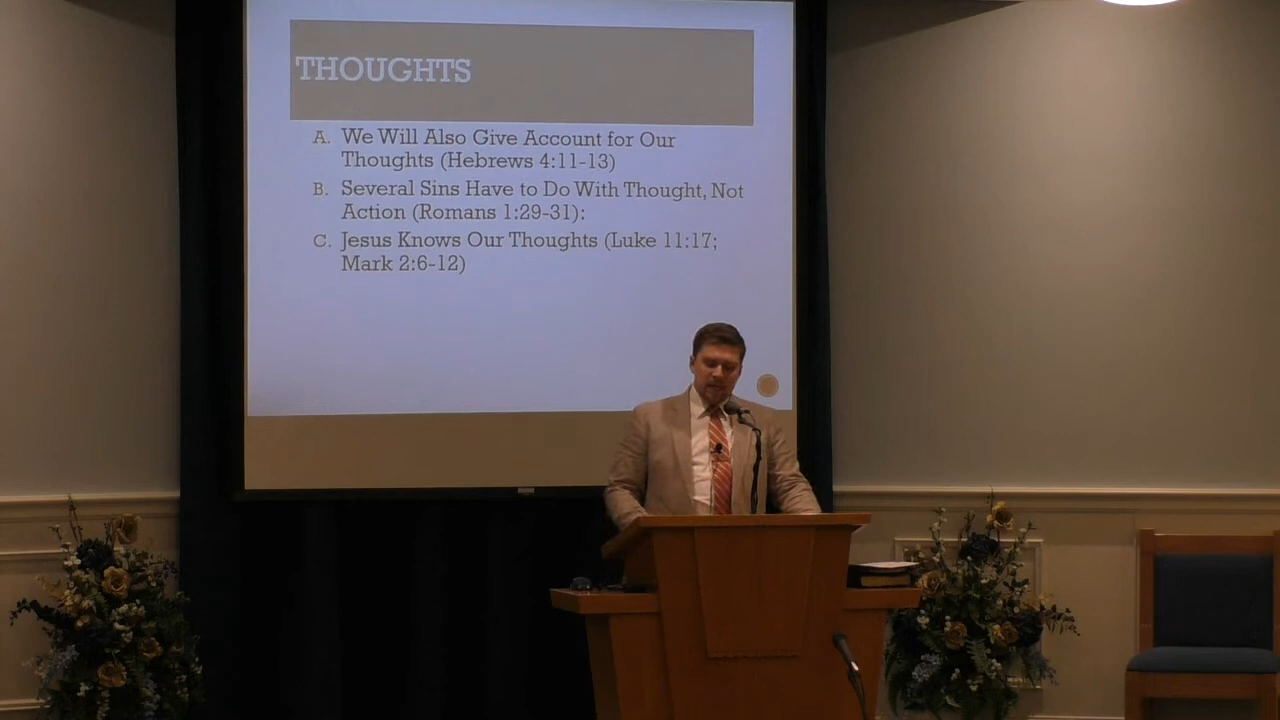 THOUGHTS
A. We Will Also Give Account for Our
Thoughts (Hebrews 4:11-13)
B. Several Sins Have to Do With Thought, Not
Action (Romans 1:29-31):
C. Jesus Knows Our Thoughts (Luke 11:17;
Mark 2:6-12)